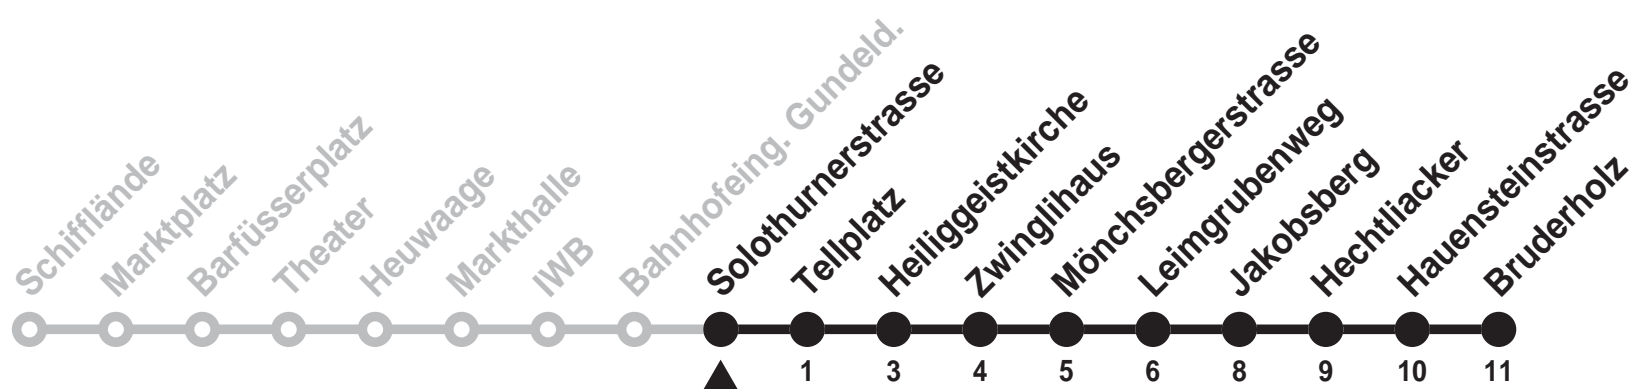 Schifflände
Marktplatz
Barfüsserplatz
Theater
Heuwaage
Markthalle
IWB
Bahnhofeing. Gundeld.
Solothurnerstrasse
Tellplatz
Heiliggeistkirche
Zwinglihaus
Mönchsbergerstrasse
Leimgrubenweg
Jakobsberg
Hechtliacker
Hauensteinstrasse
Bruderholz
1 3 4 5 6 8 9 10 11